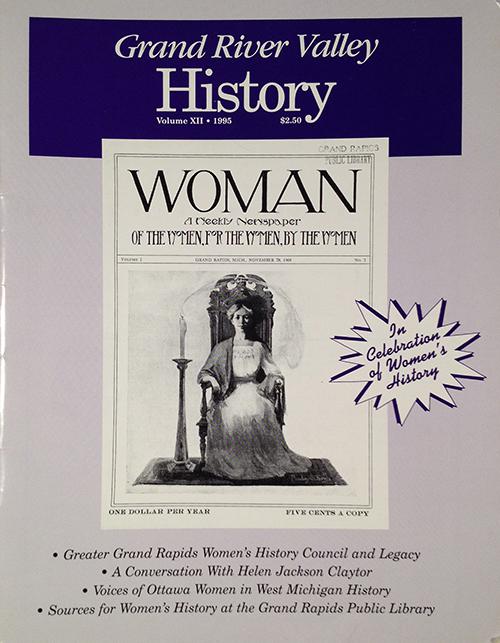 Grand River Valley
History
Volume XII • 1995 $2.50
GRAND RAPIDS
PUBLIC LIBRARY
WOMAN
A Weekly Newspaper
OF THE WOMEN, FOR THE WOMEN, BY THE WOMEN
GRAND RAPIDS, MICH., NOVEMBER
WOMAN
In
Celebration
of Women's
History
ONE DOLLAR PER YEAR FIVE CENTS A COPY
• Greater Grand Rapids Women's History Council and Legacy
• A Conversation With Helen Jackson Claytor
• Voices of Ottawa Women in West Michigan History
• Sources for Women's History at the Grand Rapids Public Library